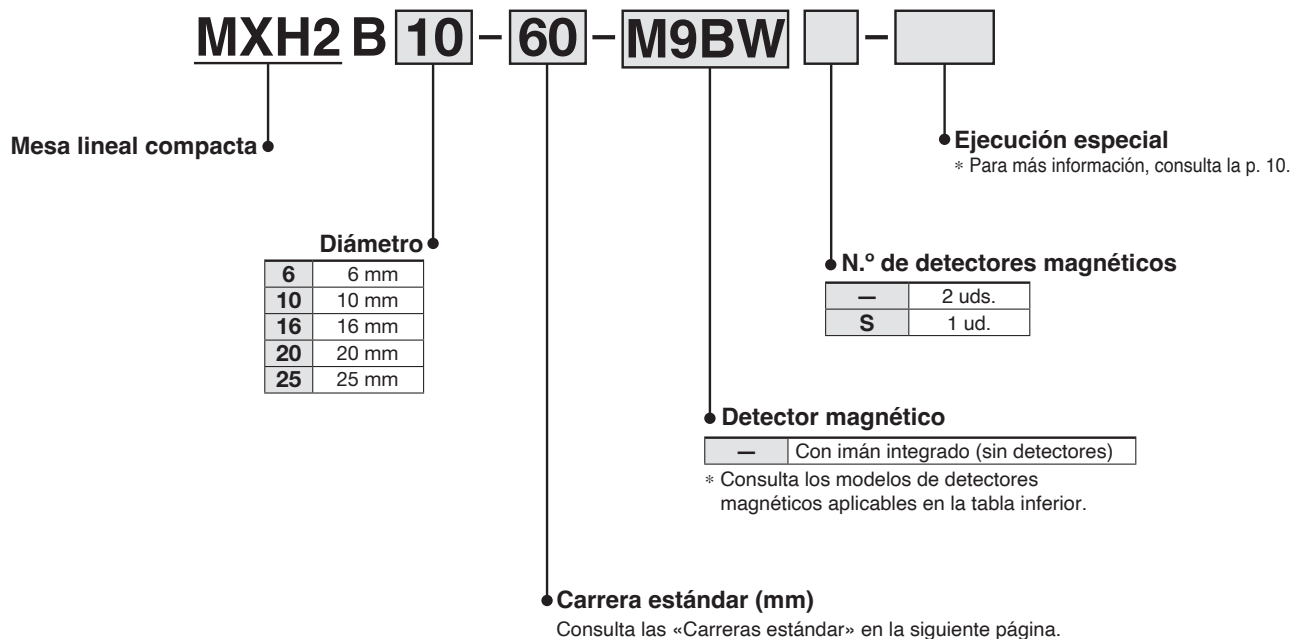 MXH2 B 10 – 60 – M9BW –
Mesa lineal compacta
Ejecución especial
* Para más información, consulta la p. 10.
Diámetro
6 6 mm
10 10 mm
16 16 mm
20 20 mm
25 25 mm
N.º de detectores magnéticos
— 2 uds.
S 1 ud.
Detector magnético
— Con imán integrado (sin detectores)
* Consulta los modelos de detectores
magnéticos aplicables en la tabla inferior.
Carrera estándar (mm)
Consulta las «Carreras estándar» en la siguiente página.